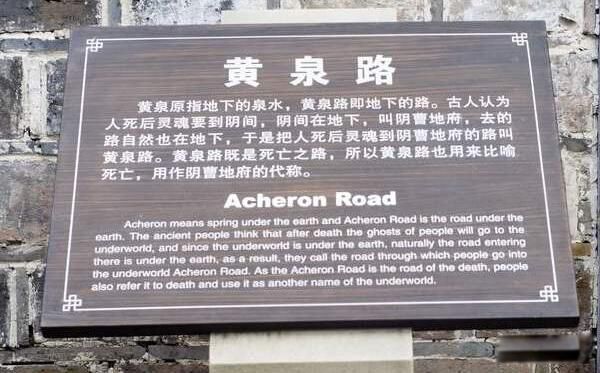 黄泉路
黄泉原指地下的泉水，黄泉路即地下的路。古人认为
人死后灵魂要到阴间，阴间在地下，叫阴曹地府，去的
路自然也在地下，于是把人死后灵魂到阴曹地府的路叫
黄泉路。黄泉路既是死亡之路，所以黄泉路也用来比喻
死亡，用作阴曹地府的代称。
Acheron Road
Acheron means spring under the earth and Acheron Road is the road under the
earth. The ancient people think that after death the ghosts of people will go to the
underworld, and since the underworld is under the earth, naturally the road entering
there is under the earth, as a result, they call the road through which people go into
the underworld Acheron Road. As the Acheron Road is the road of the death, people
also refer it to death and use it as another name of the underworld.